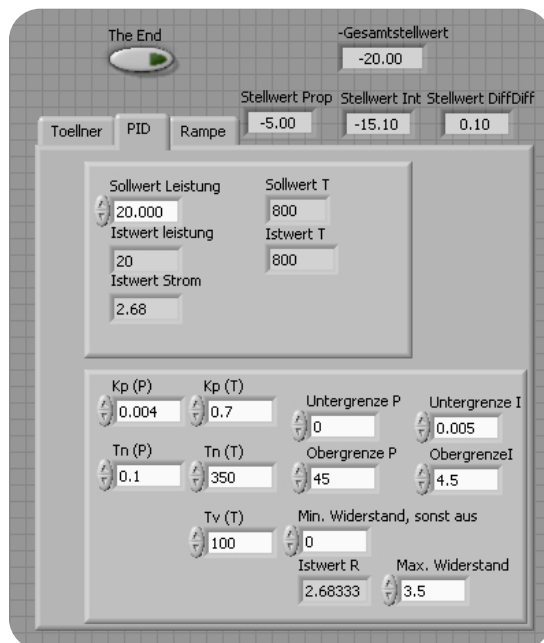 The End
-Gesamtstellwert
-20.00
Stellwert Prop Stellwert Int Stellwert DiffDiff
-5.00 -15.10 0.10
Toellner PID Rampe
Sollwert Leistung Sollwert T
20.000 800
Istwert leistung Istwert T
20 800
Istwert Strom
2.68
Kp (P) Kp (T) Untergrenze P Untergrenze I
0.004 0.7 0 0.005
Tn (P) Tn (T) Obergrenze P ObergrenzeI
0.1 350 45 4.5
Tv (T) Min. Widerstand, sonst aus
100 0
Istwert R Max. Widerstand
2.68333 3.5